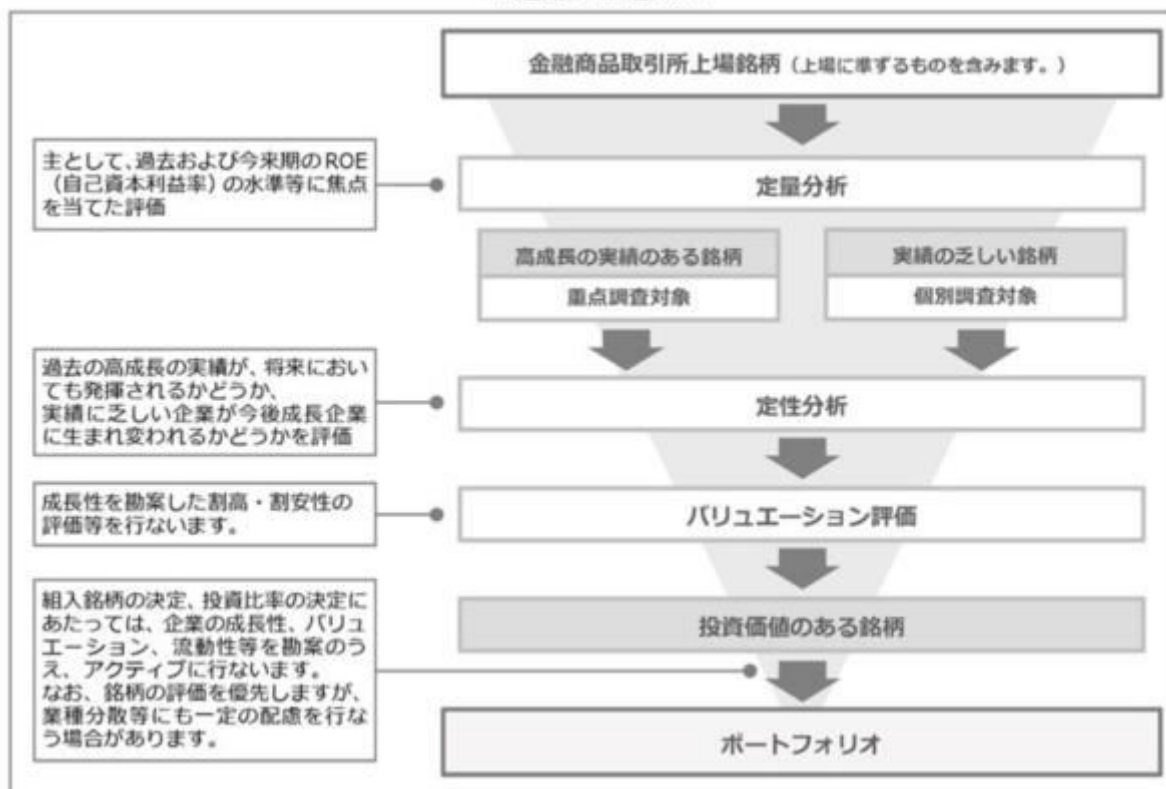 金融商品取引所上場銘柄（上場に準ずるものを含みます。）
主として、過去および今来期のROE
（自己資本利益率）の水準等に焦点
を当てた評価
定量分析
高成長の実績のある銘柄
重点調査対象
実績の乏しい銘柄
個別調査対象
過去の高成長の実績が、将来におい
ても発揮されるかどうか、
実績に乏しい企業が今後成長企業
に生まれ変われるかどうかを評価
定性分析
成長性を勘案した割高・割安性の
評価等を行ないます。
バリュエーション評価
投資価値のある銘柄
組入銘柄の決定、投資比率の決定に
あたっては、企業の成長性、バリュ
エーション、流動性等を勘案のう
え、アクティブに行ないます。
なお、銘柄の評価を優先しますが、
業種分散等にも一定の配慮を行な
う場合があります。
ポートフォリオ